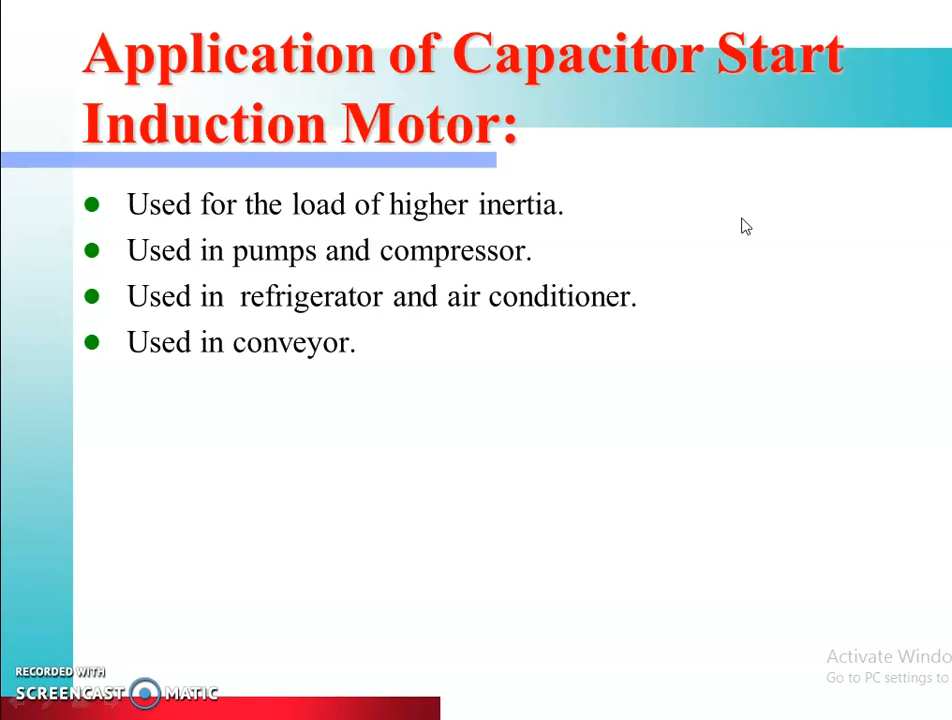 Application of Capacitor Start
Induction Motor:
Used for the load of higher inertia.
Used in pumps and compressor.
Used in  refrigerator and air conditioner.
Used in conveyor.
Activate Windo
Go to PC settings to
RECORDED WITH
SCREENCAST MATIC